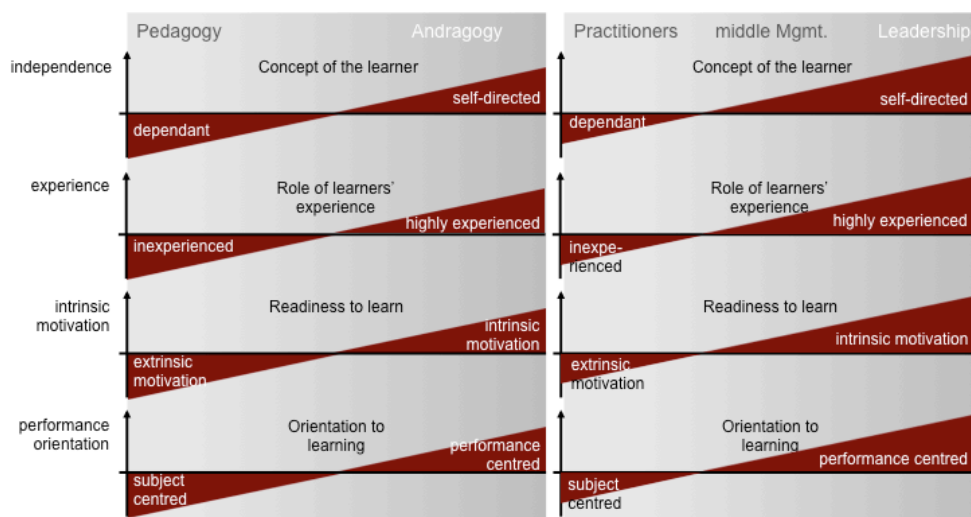 Pedagogy
Andragogy
independence
Concept of the learner
self-directed
dependant
experience
Role of learners'
experience
highly experienced
inexperienced
intrinsic
motivation
Readiness to learn
intrinsic
motivation
extrinsic
motivation
performance
orientation
Orientation to
learning
performance
centred
subject
centred
Practitioners
middle Mgmt.
Leadership
Concept of the learner
self-directed
dependant
Role of learners'
experience
highly experienced
inexpe-
rienced
Readiness to learn
intrinsic motivation
extrinsic
motivation
Orientation to
learning
performance centred
subject
centred